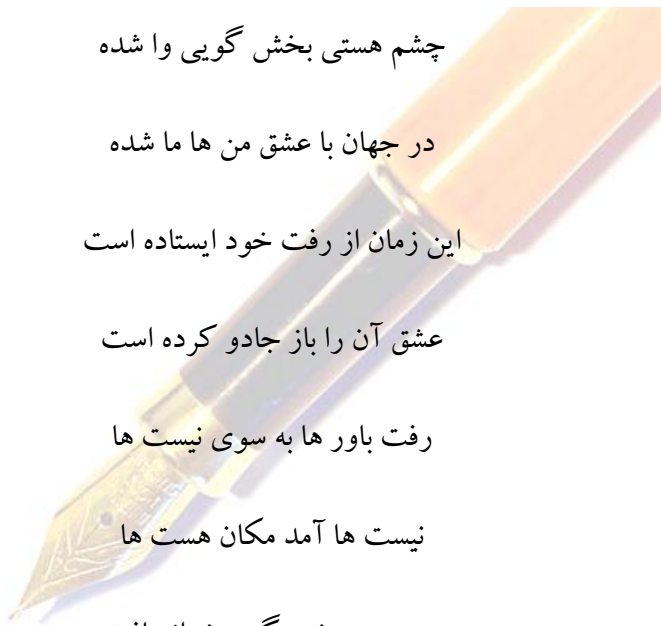 چشم هستی بخش گویی وا شده
در جهان با عشق من ها ما شده
این زمان از رفت خود ایستاده است
عشق آن را باز جادو کرده است
رفت باور ها به سوی نیست ها
نیست ها آمد مکان هست ها